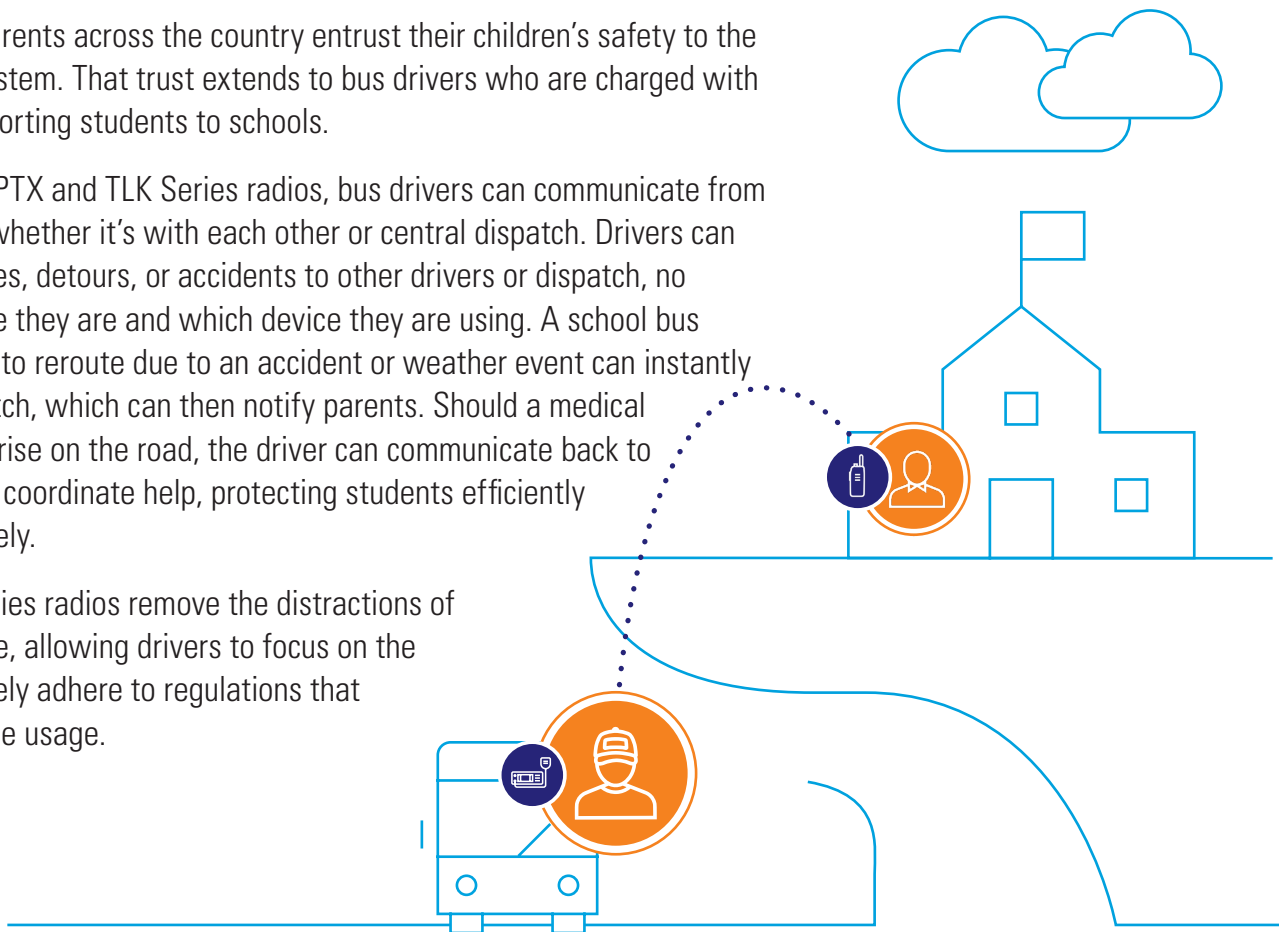 rents across the country entrust their children’s safety to the
stem. That trust extends to bus drivers who are charged with
orting students to schools.
PTX and TLK Series radios, bus drivers can communicate from
whether it’s with each other or central dispatch. Drivers can
es, detours, or accidents to other drivers or dispatch, no
e they are and which device they are using. A school bus
to reroute due to an accident or weather event can instantly
tch, which can then notify parents. Should a medical
rise on the road, the driver can communicate back to
coordinate help, protecting students efficiently
ely.
ies radios remove the distractions of
e, allowing drivers to focus on the
ely adhere to regulations that
e usage.